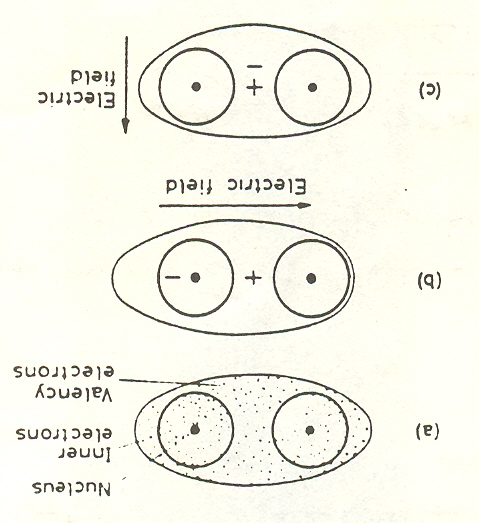 Nucleus
Inner
electrons
(a)
Valency
electrons
(b)
+
−
Electric field
(c)
+
−
Electric
field